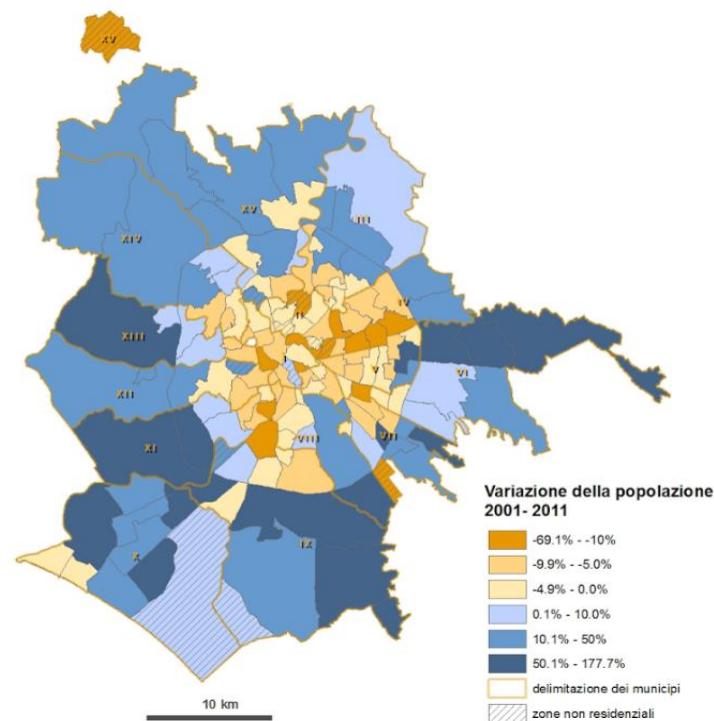 XV
XV
III
XIV
IV
II
XIII
I
V
VI
XII
VII
VIII
XI
IX
X
Variazione della popolazione
2001- 2011
-69.1% - -10%
-9.9% - -5.0%
-4.9% - 0.0%
0.1% - 10.0%
10.1% - 50%
50.1% - 177.7%
delimitazione dei municipi
zone non residenziali
10 km